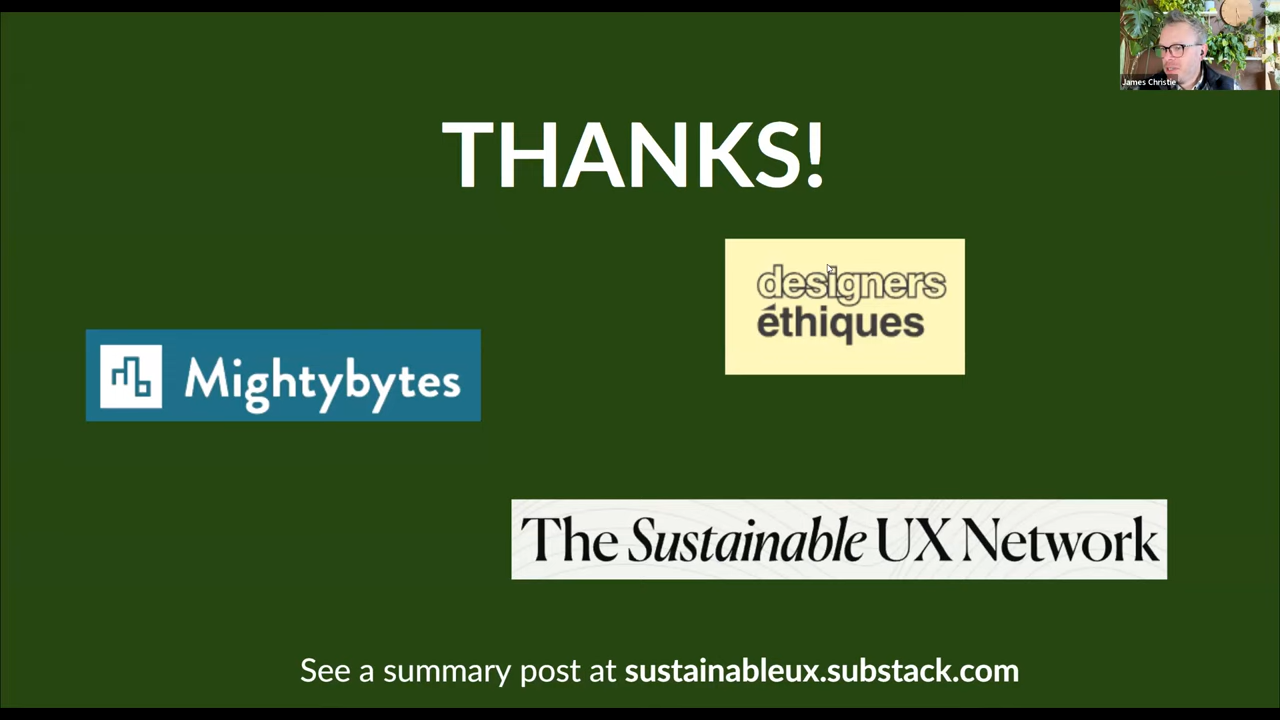 James Christie
THANKS!
designers
éthiques
Mightybytes
The Sustainable UX Network
See a summary post at sustainableux.substack.com